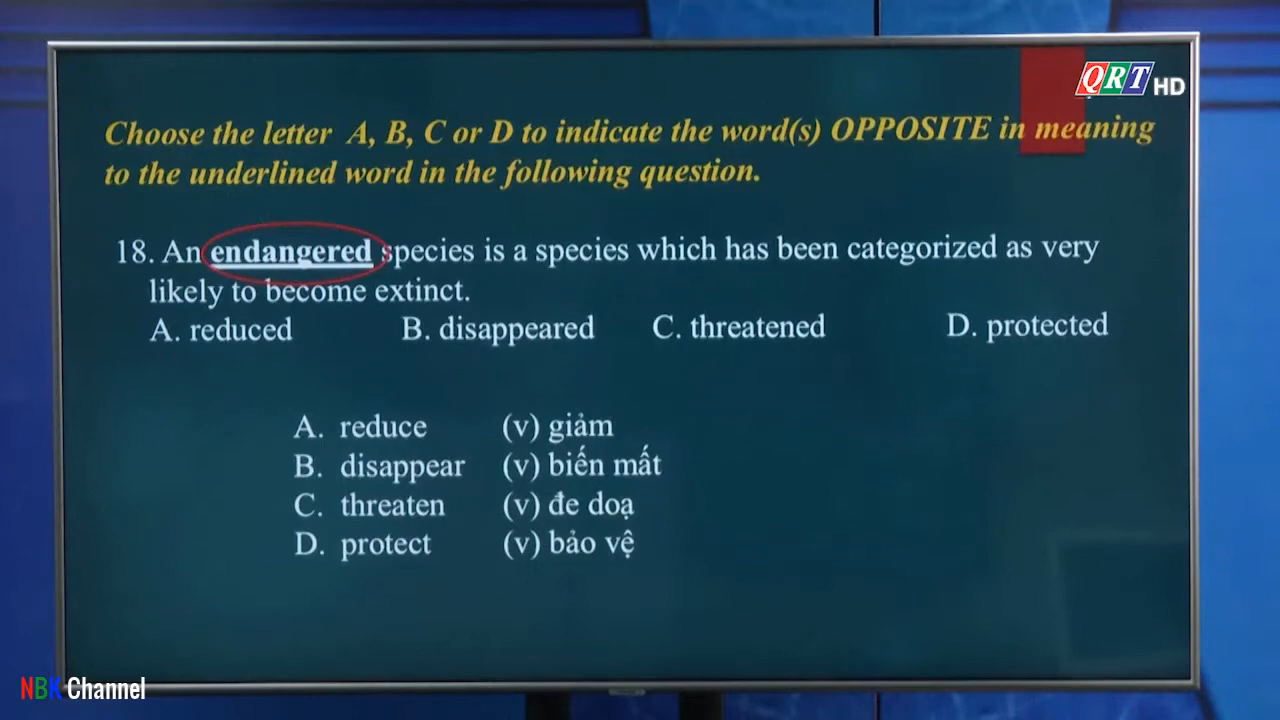 QRT HD
Choose the letter A, B, C or D to indicate the word(s) OPPOSITE in meaning
to the underlined word in the following question.
18. An endangered species is a species which has been categorized as very
likely to become extinct.
A. reduced B. disappeared C. threatened D. protected
A. reduce (v) giảm
B. disappear (v) biến mất
C. threaten (v) đe doạ
D. protect (v) bảo vệ
NBK Channel